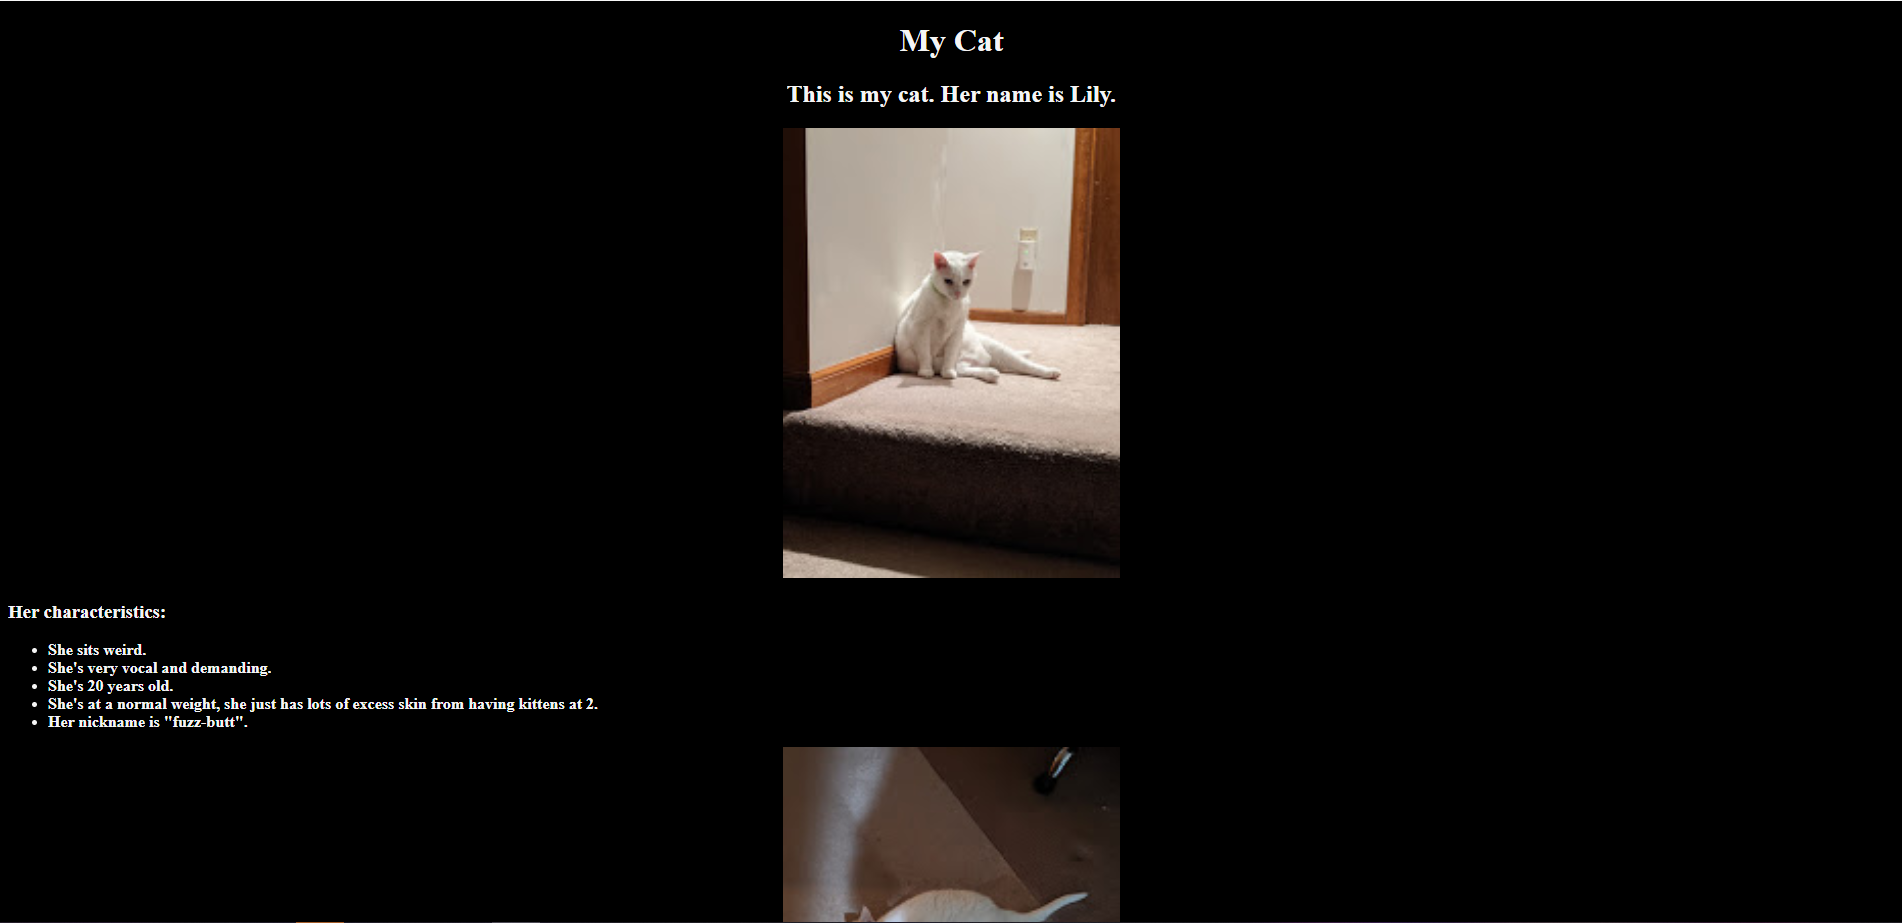 My Cat
This is my cat. Her name is Lily.
Her characteristics:
She sits weird.
She's very vocal and demanding.
She's 20 years old.
She's at a normal weight, she just has lots of excess skin from having kittens at 2.
Her nickname is "fuzz-butt".